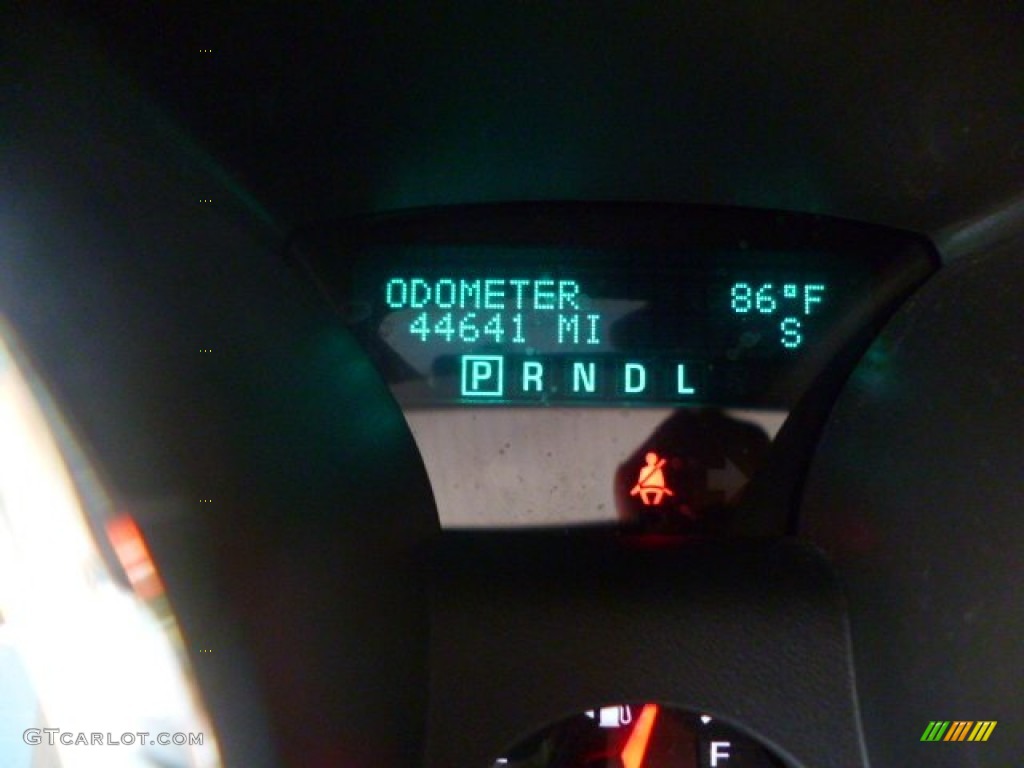 ODOMETER 86°F
44641 MI S
P R N D L
F
GTCARLOT.COM